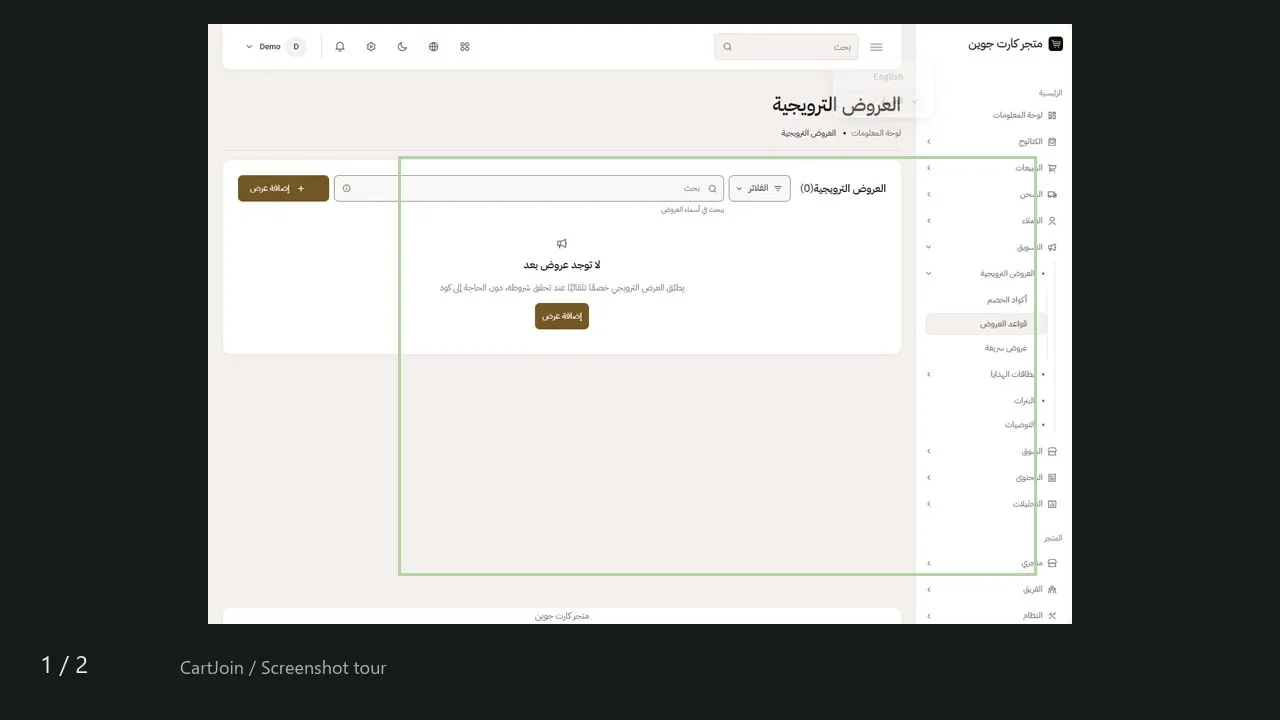 متجر كارت جوين
بحث
Demo
D
English
الرئيسية
لوحة المعلومات
الكتالوج
المبيعات
الشحن
العملاء
التسويق
العروض الترويجية
أكواد الخصم
قواعد العروض
عروض سريعة
بطاقات الهدايا
البنرات
التوصيات
السوق
المحتوى
التحليلات
المتجر
متجري
الفريق
النظام
العروض الترويجية
لوحة المعلومات • العروض الترويجية
العروض الترويجية(0)
الفلاتر
بحث
إضافة عرض +
يبحث في أسماء العروض
لا توجد عروض بعد
يطبّق العرض الترويجي خصمًا تلقائيًا عند تحقق شروطه، دون الحاجة إلى كود
إضافة عرض
متجر كارت جوين
1 / 2
CartJoin / Screenshot tour